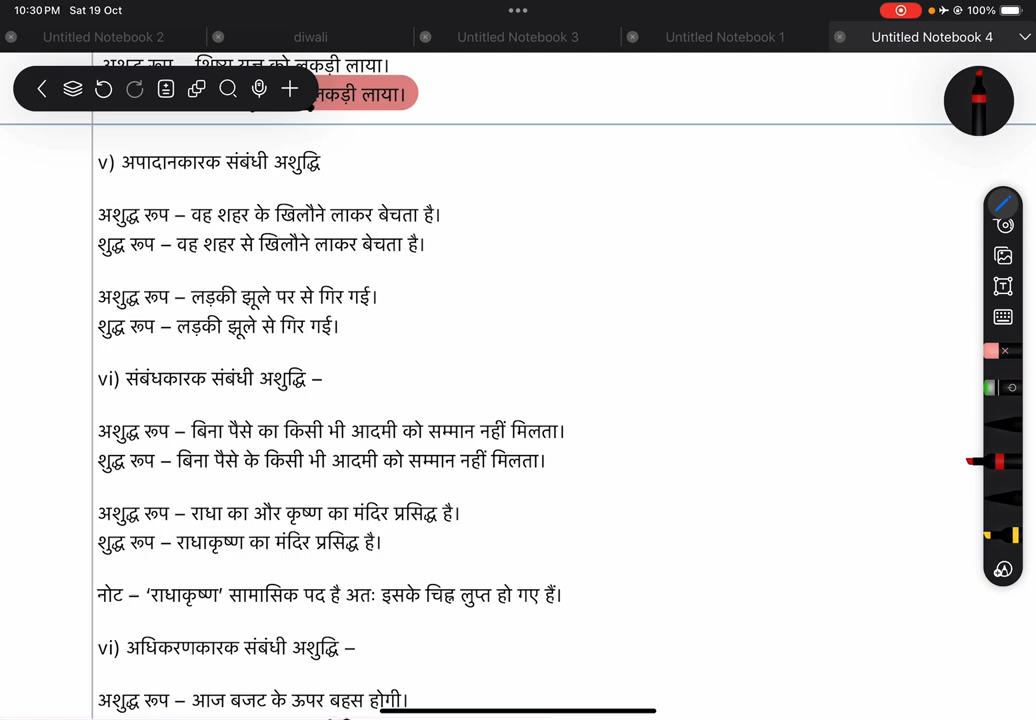 10:30 PM Sat 19 Oct
100%
Untitled Notebook 2
diwali
Untitled Notebook 3
Untitled Notebook 1
Untitled Notebook 4
को लकड़ी लाया।
लकड़ी लाया।
v) अपादानकारक संबंधी अशुद्धि
अशुद्ध रूप – वह शहर के खिलौने लाकर बेचता है।
शुद्ध रूप – वह शहर से खिलौने लाकर बेचता है।
अशुद्ध रूप – लड़की झूले पर से गिर गई।
शुद्ध रूप – लड़की झूले से गिर गई।
vi) संबंधकारक संबंधी अशुद्धि –
अशुद्ध रूप – बिना पैसे का किसी भी आदमी को सम्मान नहीं मिलता।
शुद्ध रूप – बिना पैसे के किसी भी आदमी को सम्मान नहीं मिलता।
अशुद्ध रूप – राधा का और कृष्ण का मंदिर प्रसिद्ध है।
शुद्ध रूप – राधाकृष्ण का मंदिर प्रसिद्ध है।
नोट – ‘राधाकृष्ण’ सामासिक पद है अतः इसके चिह्न लुप्त हो गए हैं।
vi) अधिकरणकारक संबंधी अशुद्धि –
अशुद्ध रूप – आज बजट के ऊपर बहस होगी।